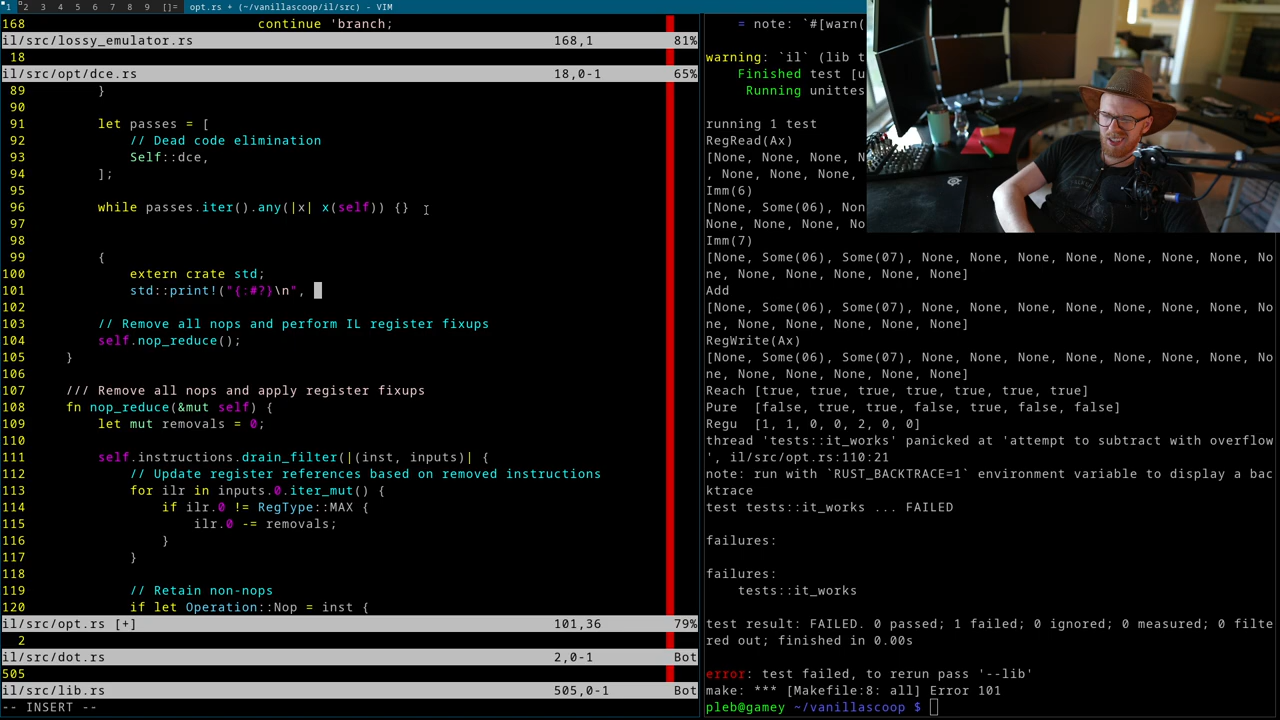 1 2 3 4 5 6 7 8 9 []= opt.rs + (~/vanillascoop/il/src) - VIM
168 continue 'branch;
il/src/lossy_emulator.rs 168,1 81%
18
il/src/opt/dce.rs 18,0-1 65%
89 }
90
91 let passes = [
92 // Dead code elimination
93 Self::dce,
94 ];
95
96 while passes.iter().any(|x| x(self)) {}
97
98
99 {
100 extern crate std;
101 std::print!("{:#?}\n",
102
103 // Remove all nops and perform IL register fixups
104 self.nop_reduce();
105 }
106
107 /// Remove all nops and apply register fixups
108 fn nop_reduce(&mut self) {
109 let mut removals = 0;
110
111 self.instructions.drain_filter(|(inst, inputs)| {
112 // Update register references based on removed instructions
113 for ilr in inputs.0.iter_mut() {
114 if ilr.0 != RegType::MAX {
115 ilr.0 -= removals;
116 }
117 }
118
119 // Retain non-nops
120 if let Operation::Nop = inst {
il/src/opt.rs [+] 101,36 79%
2
il/src/dot.rs 2,0-1 Bot
505
il/src/lib.rs 505,0-1 Bot
-- INSERT --
= note: `#[warn(
warning: `il` (lib t
Finished test [u
Running unittes
running 1 test
RegRead(Ax)
[None, None, None, N
, None, None, None,
Imm(6)
[None, Some(06), Non
None, None, None, No
Imm(7)
[None, Some(06), Some(07), None, None, None, None, None, None, None, No
ne, None, None, None, None]
Add
[None, Some(06), Some(07), None, None, None, None, None, None, None, No
ne, None, None, None, None]
RegWrite(Ax)
[None, Some(06), Some(07), None, None, None, None, None, None, None, No
ne, None, None, None, None]
Reach [true, true, true, true, true, true]
Pure [false, true, true, false, true, false, false]
Regu [1, 1, 0, 0, 2, 0, 0]
thread 'tests::it_works' panicked at 'attempt to subtract with overflow
', il/src/opt.rs:110:21
note: run with `RUST_BACKTRACE=1` environment variable to display a bac
ktrace
test tests::it_works ... FAILED
failures:
failures:
tests::it_works
test result: FAILED. 0 passed; 1 failed; 0 ignored; 0 measured; 0 filte
red out; finished in 0.00s
error: test failed, to rerun pass '--lib'
make: *** [Makefile:8: all] Error 101
pleb@gamey ~/vanillascoop $